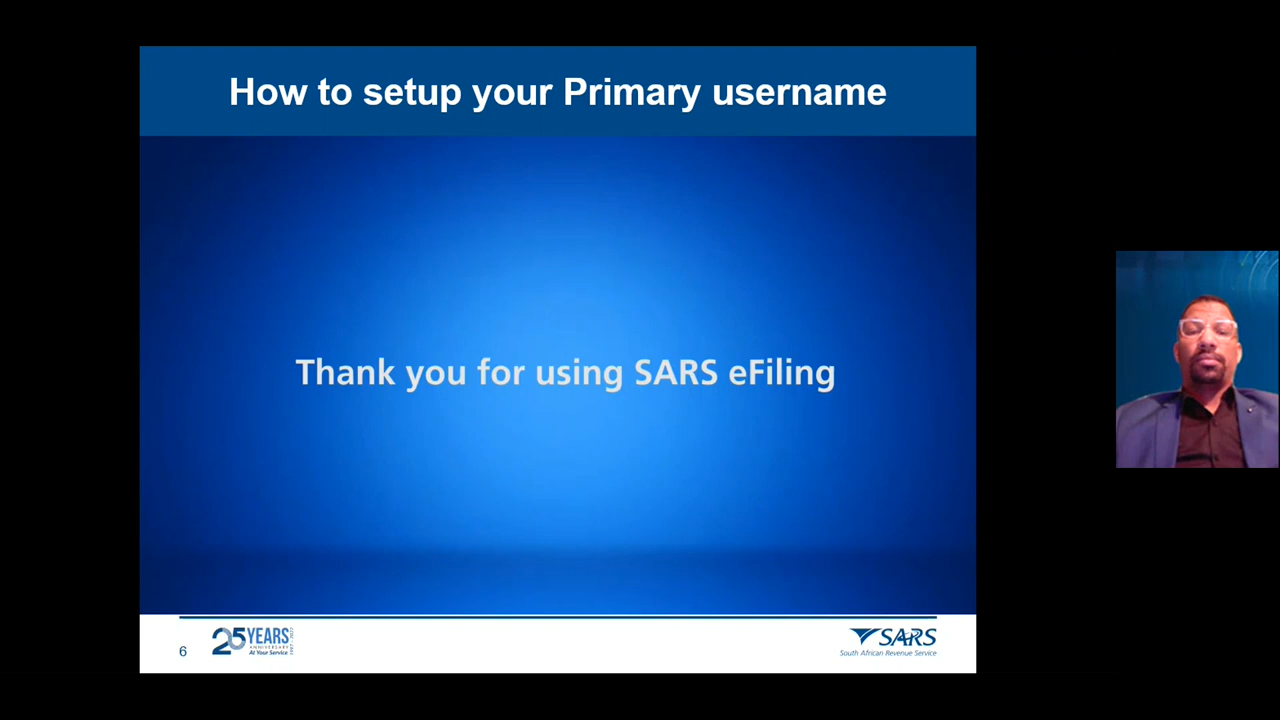 How to setup your Primary username
Thank you for using SARS eFiling
6
25 YEARS
ANNIVERSARY
At Your Service
SARS
South African Revenue Service